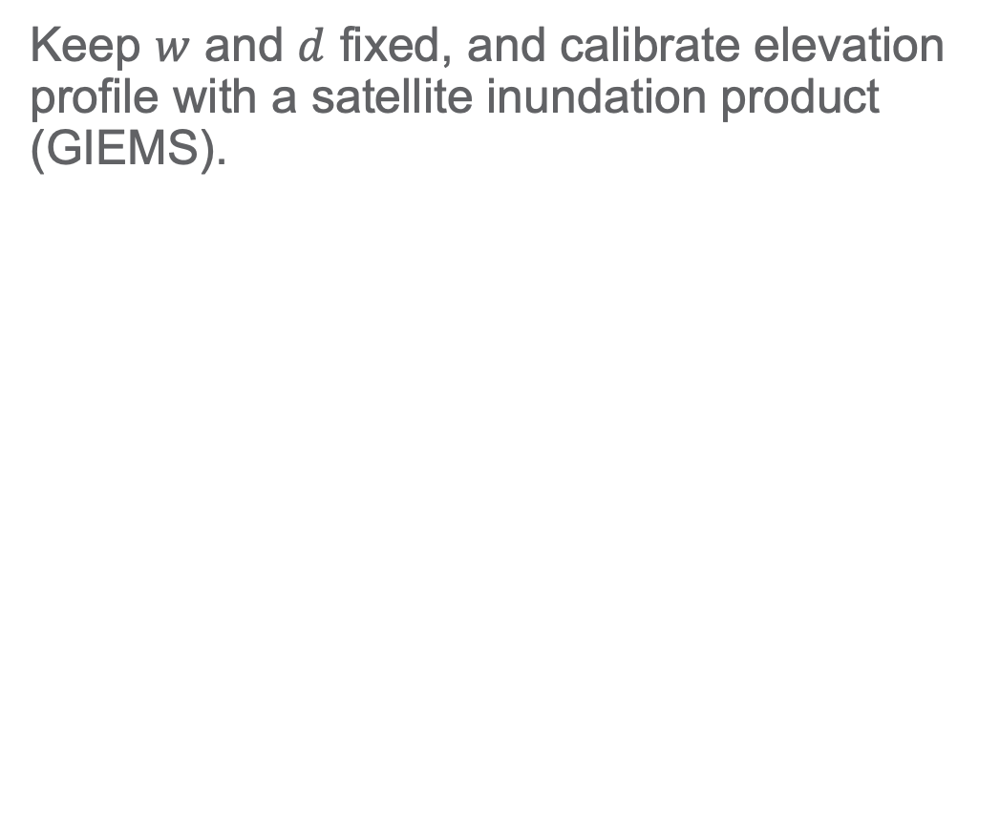 Keep w and d fixed, and calibrate elevation
profile with a satellite inundation product
(GIEMS).